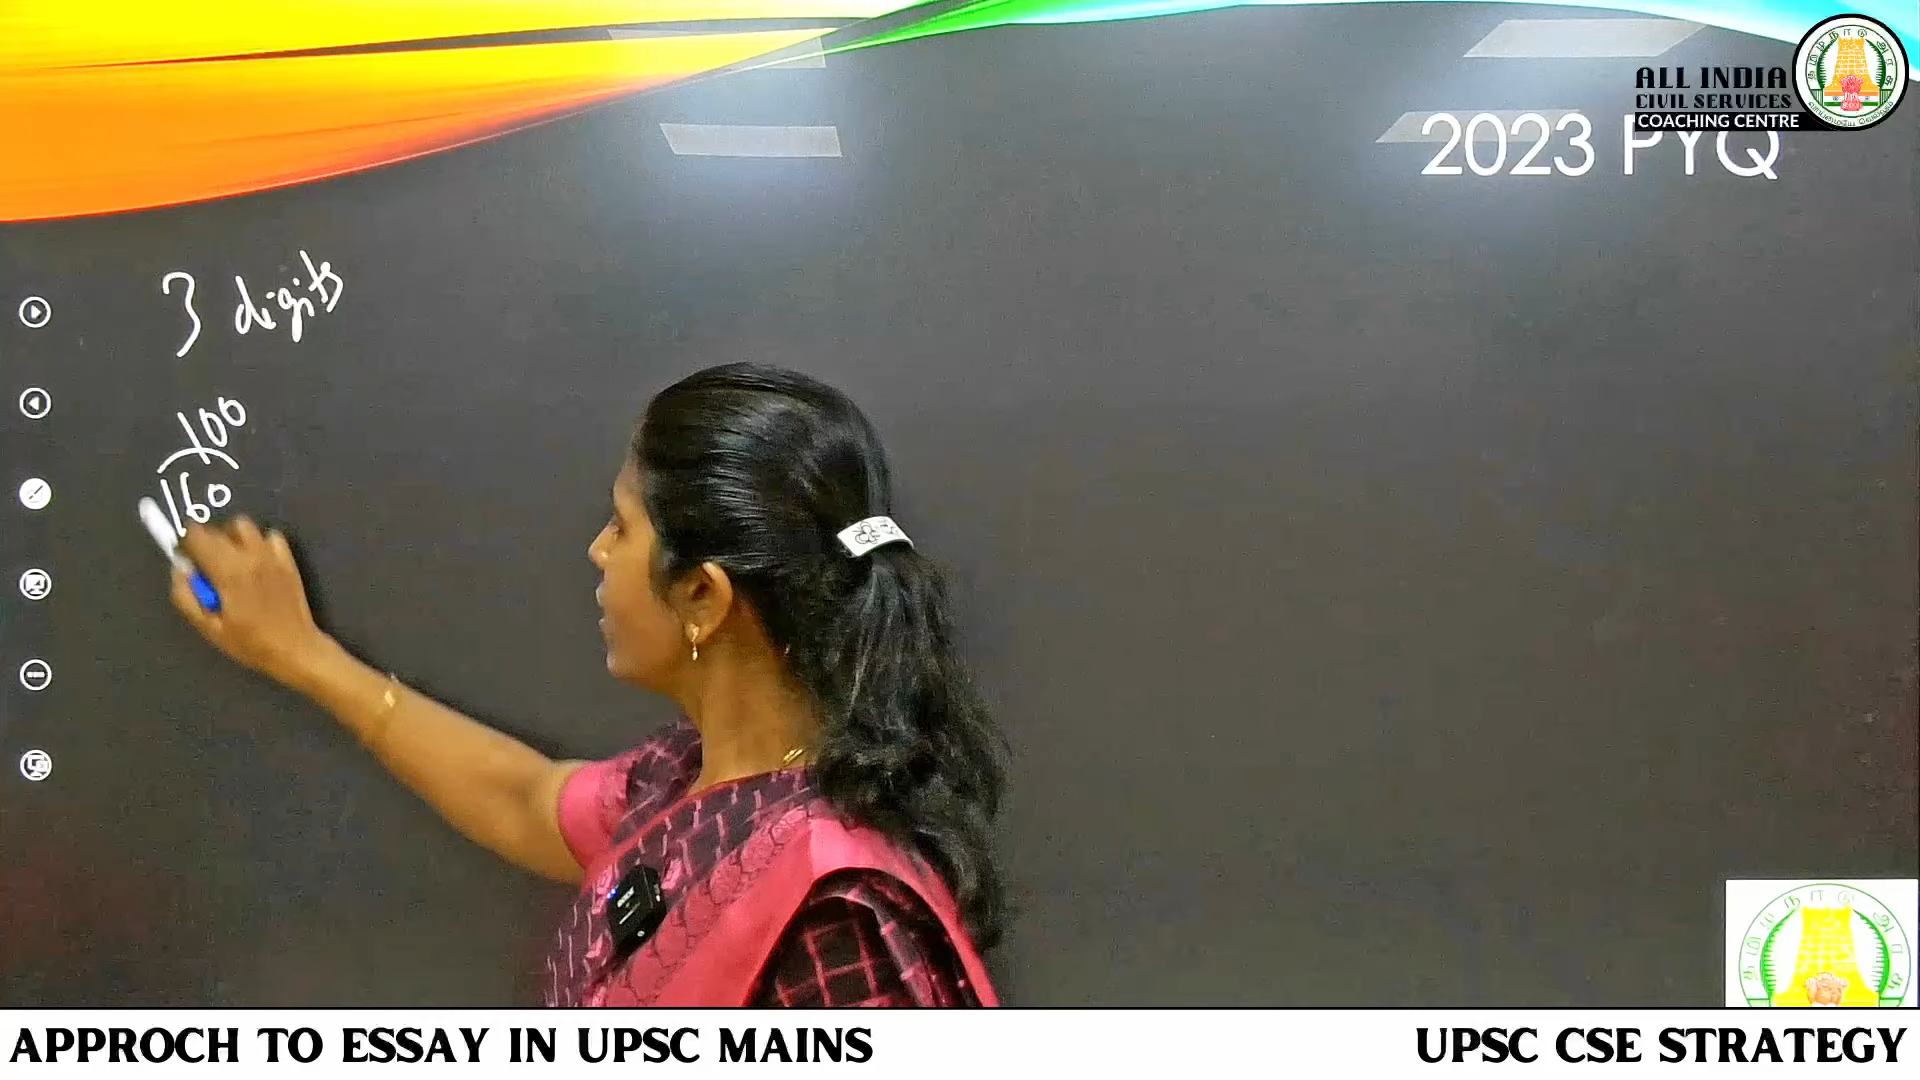 ALL INDIA
CIVIL SERVICES
COACHING CENTRE
2023 PYQ
3 digits
100
160
APPROCH TO ESSAY IN UPSC MAINS
UPSC CSE STRATEGY